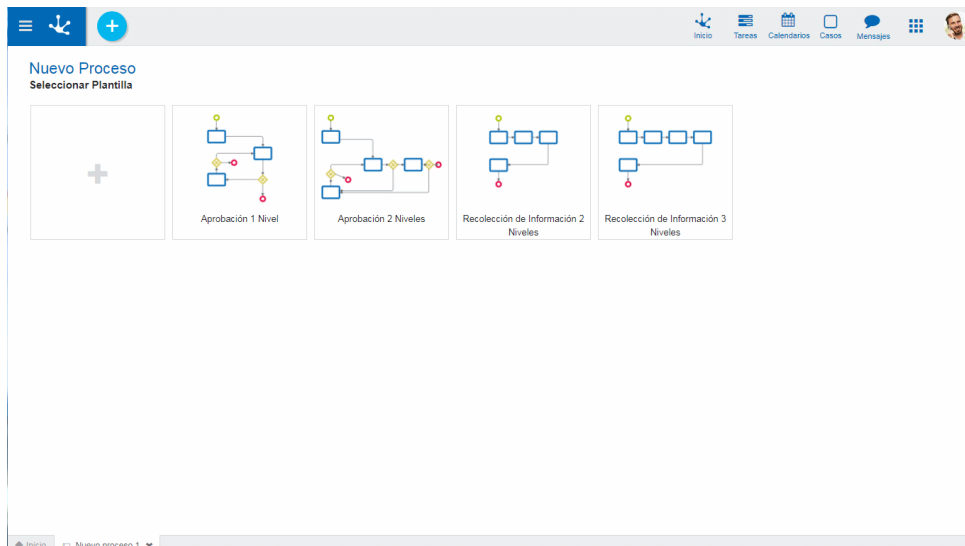 Inicio
Tareas
Calendarios
Casos
Mensajes
Nuevo Proceso
Seleccionar Plantilla
Aprobación 1 Nivel
Aprobación 2 Niveles
Recolección de Información 2
Niveles
Recolección de Información 3
Niveles
Inicio
Nuevo proceso 1